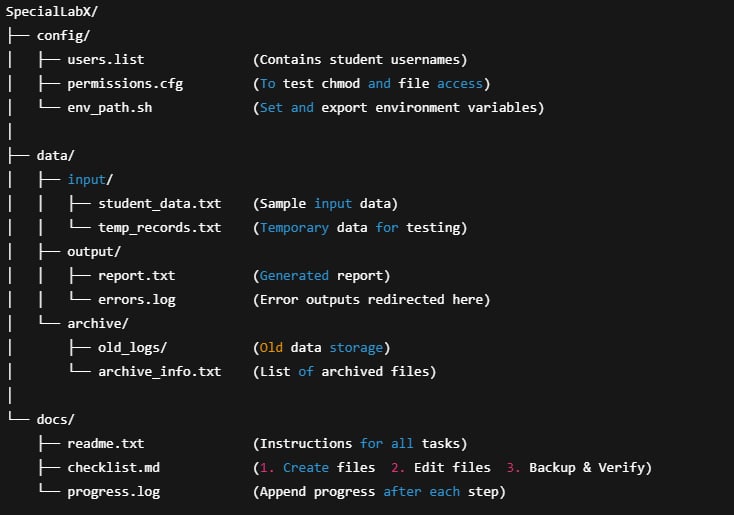 SpecialLabX/
├── config/
│   ├── users.list              (Contains student usernames)
│   ├── permissions.cfg         (To test chmod and file access)
│   └── env_path.sh             (Set and export environment variables)
│
├── data/
│   ├── input/
│   │   ├── student_data.txt    (Sample input data)
│   │   └── temp_records.txt    (Temporary data for testing)
│   ├── output/
│   │   ├── report.txt          (Generated report)
│   │   └── errors.log          (Error outputs redirected here)
│   └── archive/
│       ├── old_logs/           (Old data storage)
│       └── archive_info.txt    (List of archived files)
│
└── docs/
    ├── readme.txt              (Instructions for all tasks)
    ├── checklist.md            (1. Create files  2. Edit files  3. Backup & Verify)
    └── progress.log            (Append progress after each step)